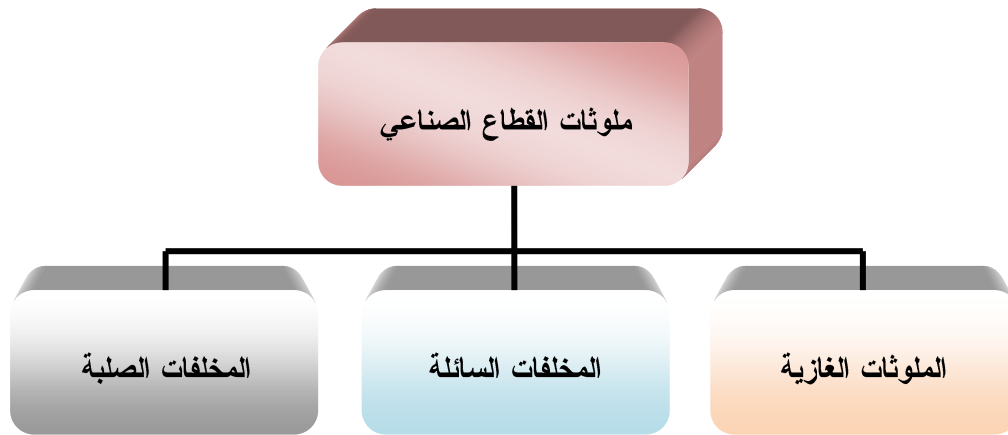 ملوثات القطاع الصناعي
الملوثات الغازية
المخلفات السائلة
المخلفات الصلبة